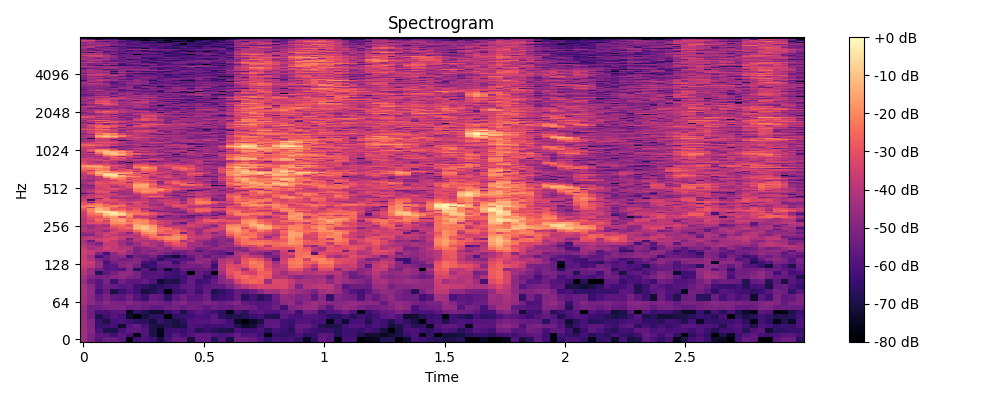 Spectrogram
+0 dB
-10 dB
-20 dB
-30 dB
-40 dB
-50 dB
-60 dB
-70 dB
-80 dB
Hz
4096
2048
1024
512
256
128
64
0
0 0.5 1 1.5 2 2.5
Time